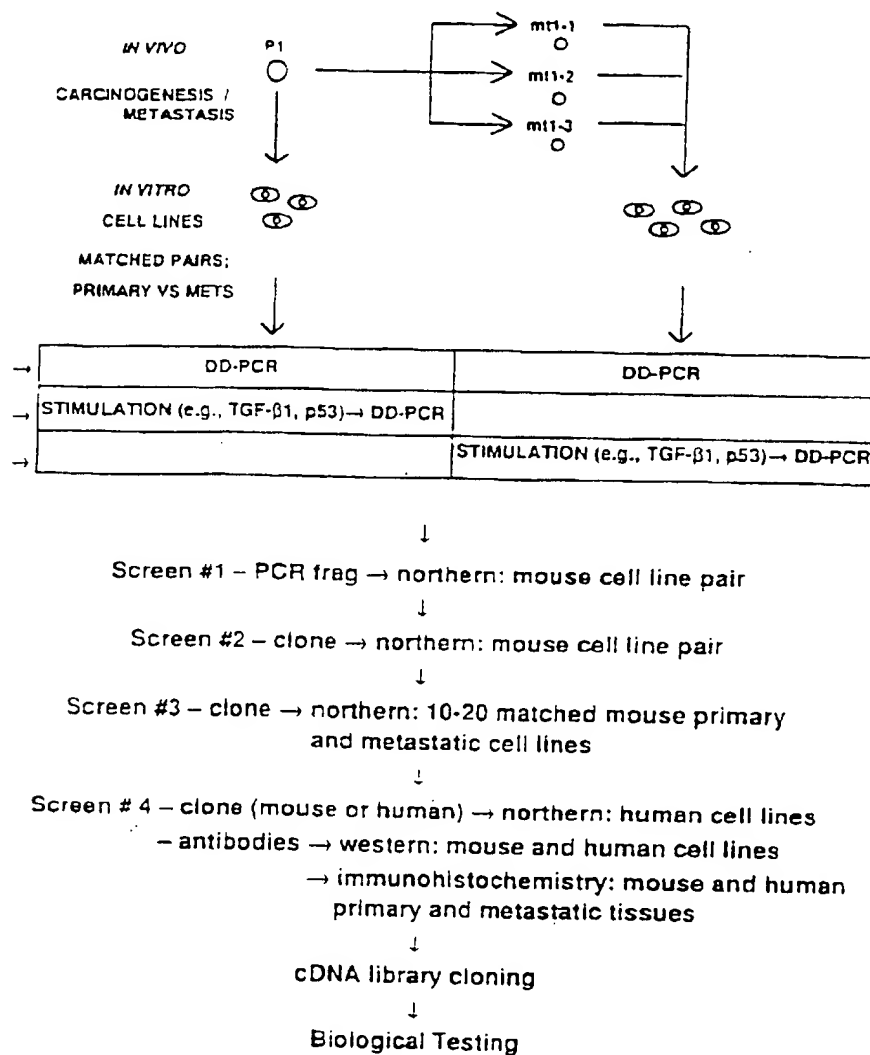 IN VIVO
P1
mt1-1
mt1-2
mt1-3
CARCINOGENESIS /
METASTASIS
IN VITRO
CELL LINES
MATCHED PAIRS;
PRIMARY VS METS
→ DD-PCR DD-PCR
→ STIMULATION (e.g., TGF-β1, p53)→ DD-PCR
→ STIMULATION (e.g., TGF-β1, p53)→ DD-PCR
↓
Screen #1 – PCR frag → northern: mouse cell line pair
↓
Screen #2 – clone → northern: mouse cell line pair
↓
Screen #3 – clone → northern: 10-20 matched mouse primary
and metastatic cell lines
↓
Screen # 4 – clone (mouse or human) → northern: human cell lines
– antibodies → western: mouse and human cell lines
→ immunohistochemistry: mouse and human
primary and metastatic tissues
↓
cDNA library cloning
↓
Biological Testing